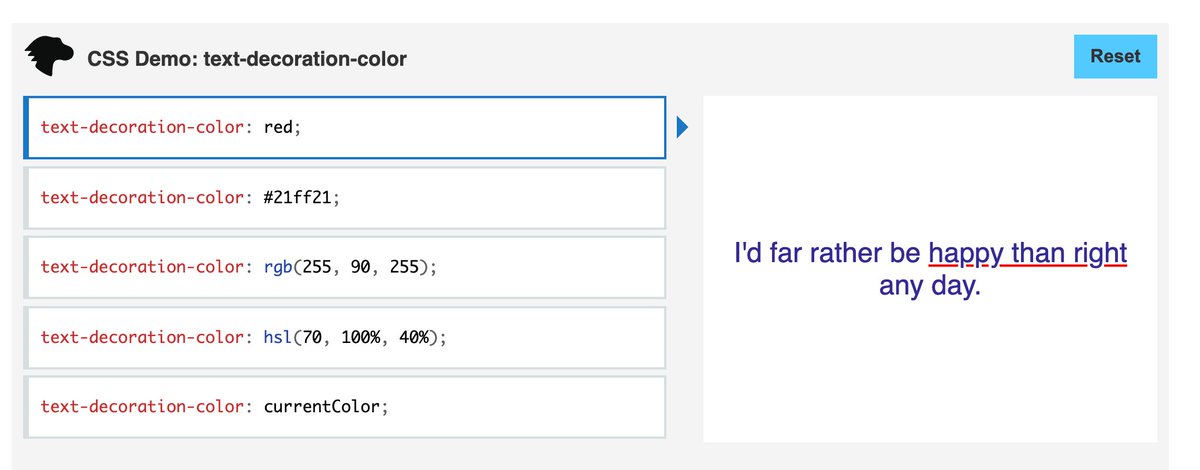 CSS Demo: text-decoration-color
Reset
text-decoration-color: red;
text-decoration-color: #21ff21;
text-decoration-color: rgb(255, 90, 255);
text-decoration-color: hsl(70, 100%, 40%);
text-decoration-color: currentColor;
I'd far rather be happy than right
any day.